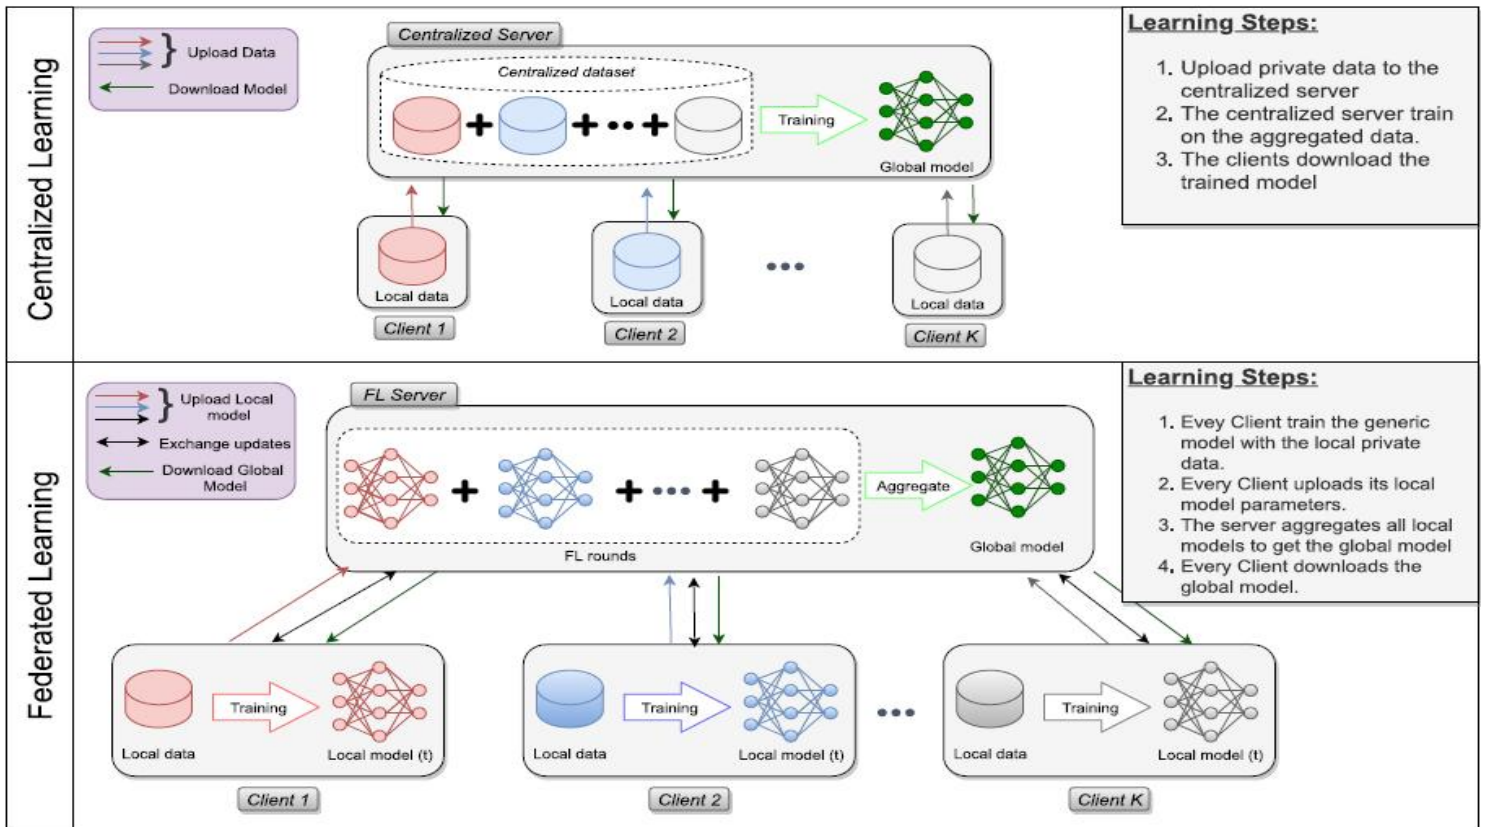 Centralized Learning
Upload Data
Download Model
Centralized Server
Centralized dataset
Training
Global model
Local data
Client 1
Local data
Client 2
Local data
Client K
Learning Steps:
1. Upload private data to the
centralized server
2. The centralized server train
on the aggregated data.
3. The clients download the
trained model
Federated Learning
Upload Local
model
Exchange updates
Download Global
Model
FL Server
Aggregate
FL rounds
Global model
Training
Local data
Local model (t)
Client 1
Training
Local data
Local model (t)
Client 2
Training
Local data
Local model (t)
Client K
Learning Steps:
1. Evey Client train the generic
model with the local private
data.
2. Every Client uploads its local
model parameters.
3. The server aggregates all local
models to get the global model
4. Every Client downloads the
global model.